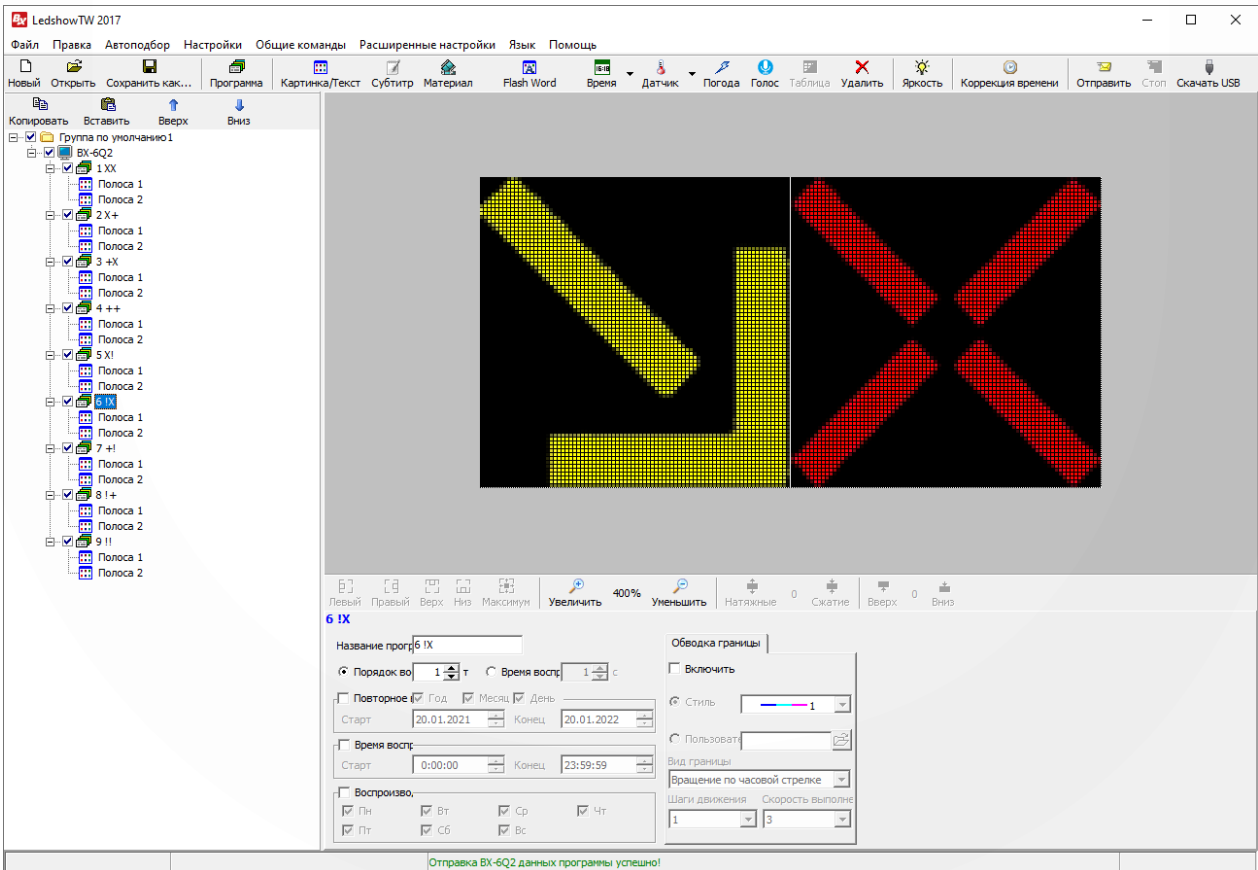 LedshowTW 2017
Файл Правка Автоподбор Настройки Общие команды Расширенные настройки Язык Помощь
Новый Открыть Сохранить как... Программа Картинка/Текст Субтитр Материал Flash Word Время Датчик Погода Голос Таблица Удалить Яркость Коррекция времени Отправить Стоп Скачать USB
Копировать Вставить Вверх Вниз
Группа по умолчанию1
BX-6Q2
1 XX
Полоса 1
Полоса 2
2 X+
Полоса 1
Полоса 2
3 +X
Полоса 1
Полоса 2
4 ++
Полоса 1
Полоса 2
5 X!
Полоса 1
Полоса 2
6 !X
Полоса 1
Полоса 2
7 +!
Полоса 1
Полоса 2
8 !+
Полоса 1
Полоса 2
9 !!
Полоса 1
Полоса 2
Левый Правый Верх Низ Максимум Увеличить 400% Уменьшить Натяжные 0 Сжатие Вверх 0 Вниз
6 !X
Название прогр 6 !X
Порядок во 1 т Время воспр 1 с
Повторное Год Месяц День
Старт 20.01.2021 Конец 20.01.2022
Время воспр
Старт 0:00:00 Конец 23:59:59
Воспроизво,
Пн Вт Ср Чт
Пт Сб Вс
Обводка границы
Включить
Стиль 1
Пользовате
Вид границы
Вращение по часовой стрелке
Шаги движения Скорость выполне
1 3
Отправка BX-6Q2 данных программы успешно!